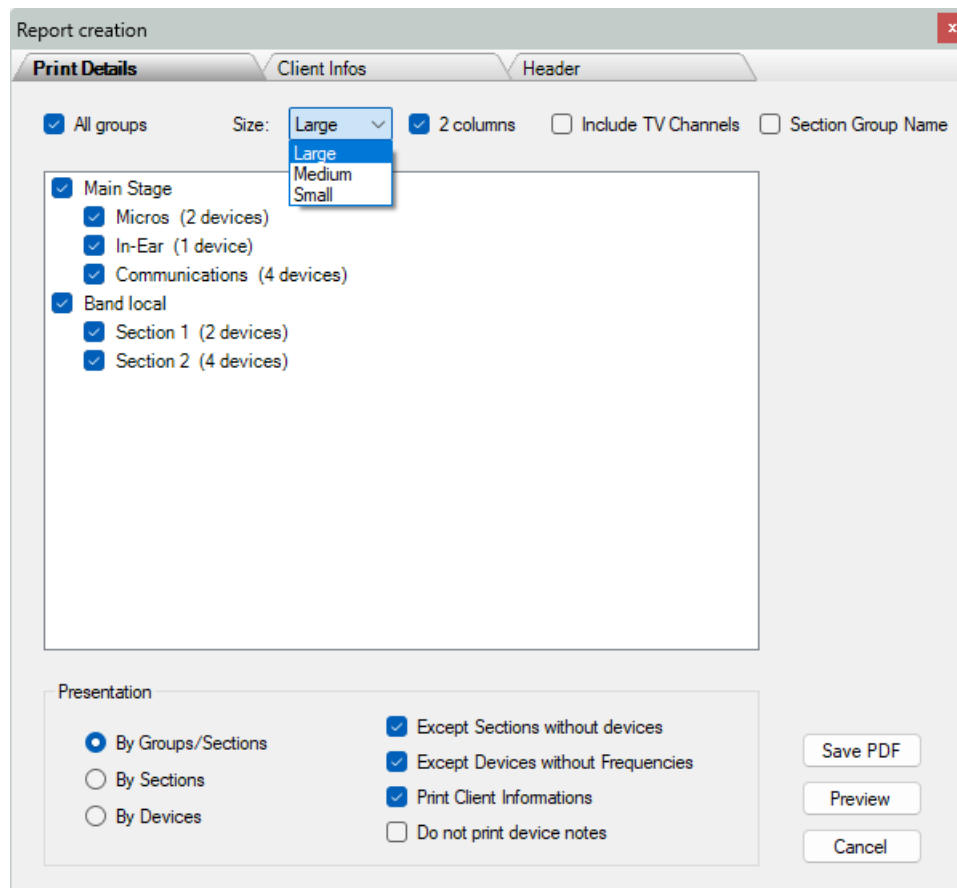 Report creation x
Print Details Client Infos Header
All groups Size: Large 2 columns Include TV Channels Section Group Name
Large
Medium
Small
Main Stage
Micros (2 devices)
In-Ear (1 device)
Communications (4 devices)
Band local
Section 1 (2 devices)
Section 2 (4 devices)
Presentation
By Groups/Sections
By Sections
By Devices
Except Sections without devices
Except Devices without Frequencies
Print Client Informations
Do not print device notes
Save PDF
Preview
Cancel